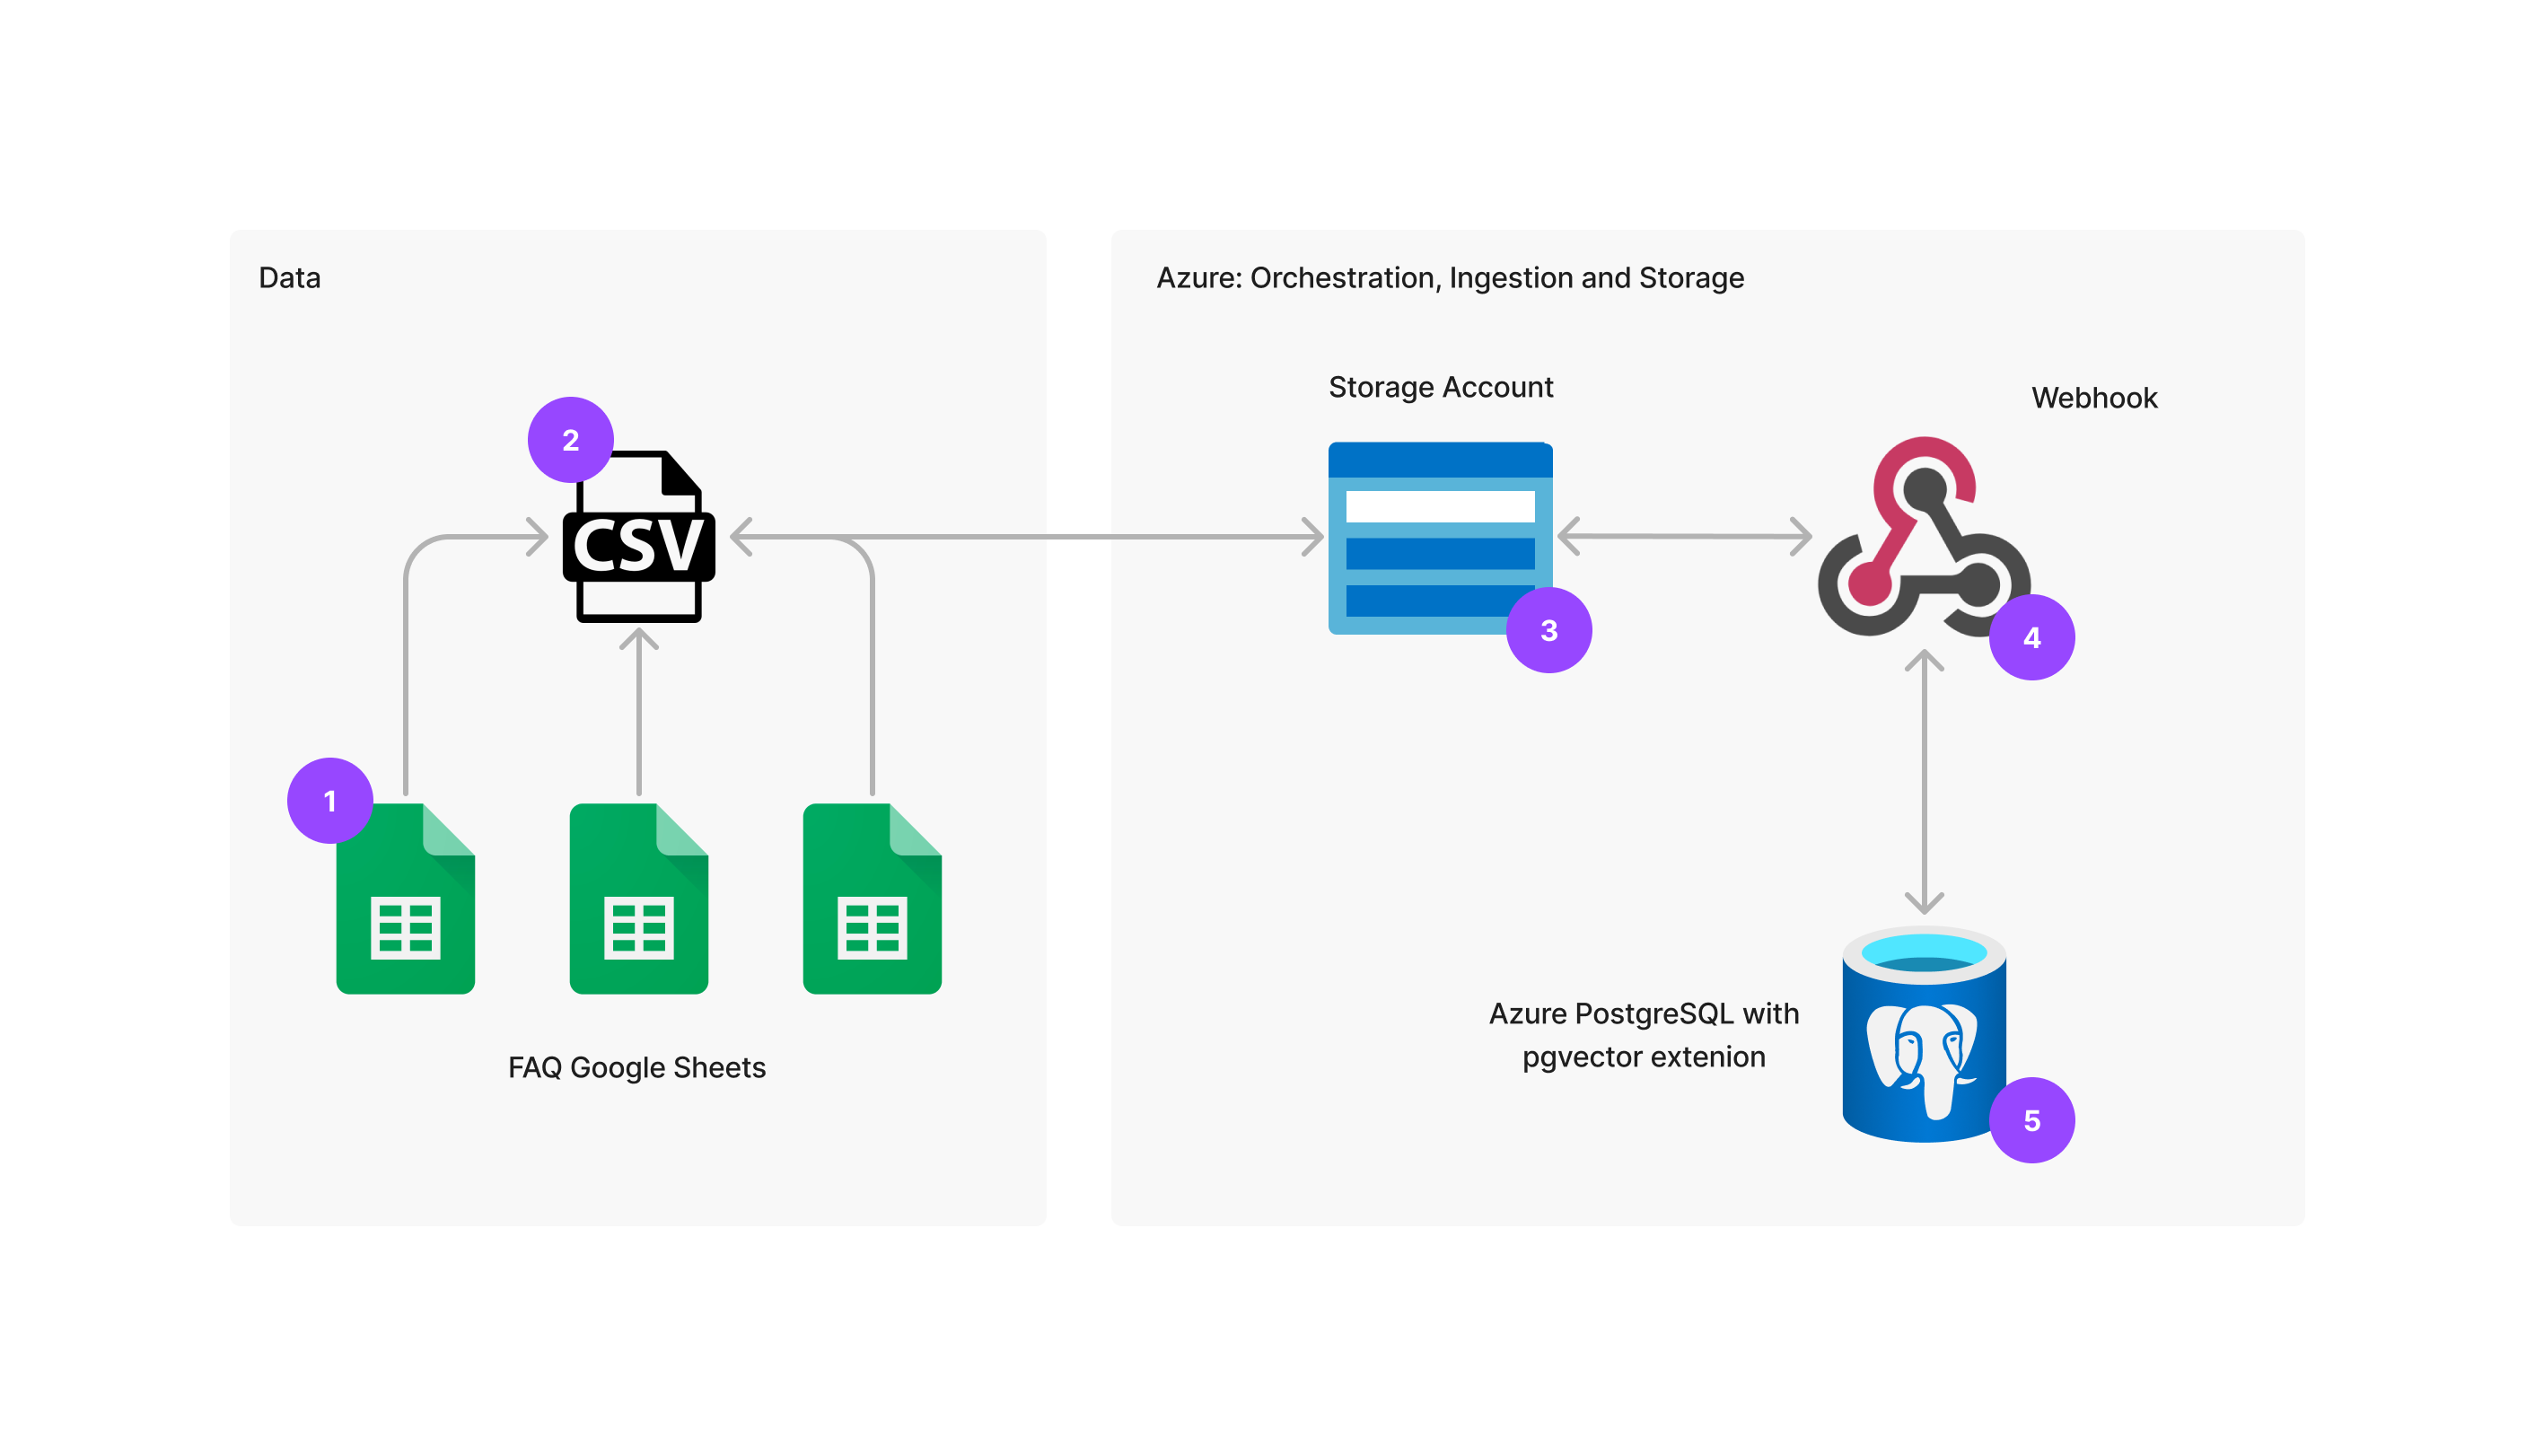 Data
Azure: Orchestration, Ingestion and Storage
Storage Account
Webhook
2
CSV
3
4
1
Azure PostgreSQL with
pgvector extenion
FAQ Google Sheets
5